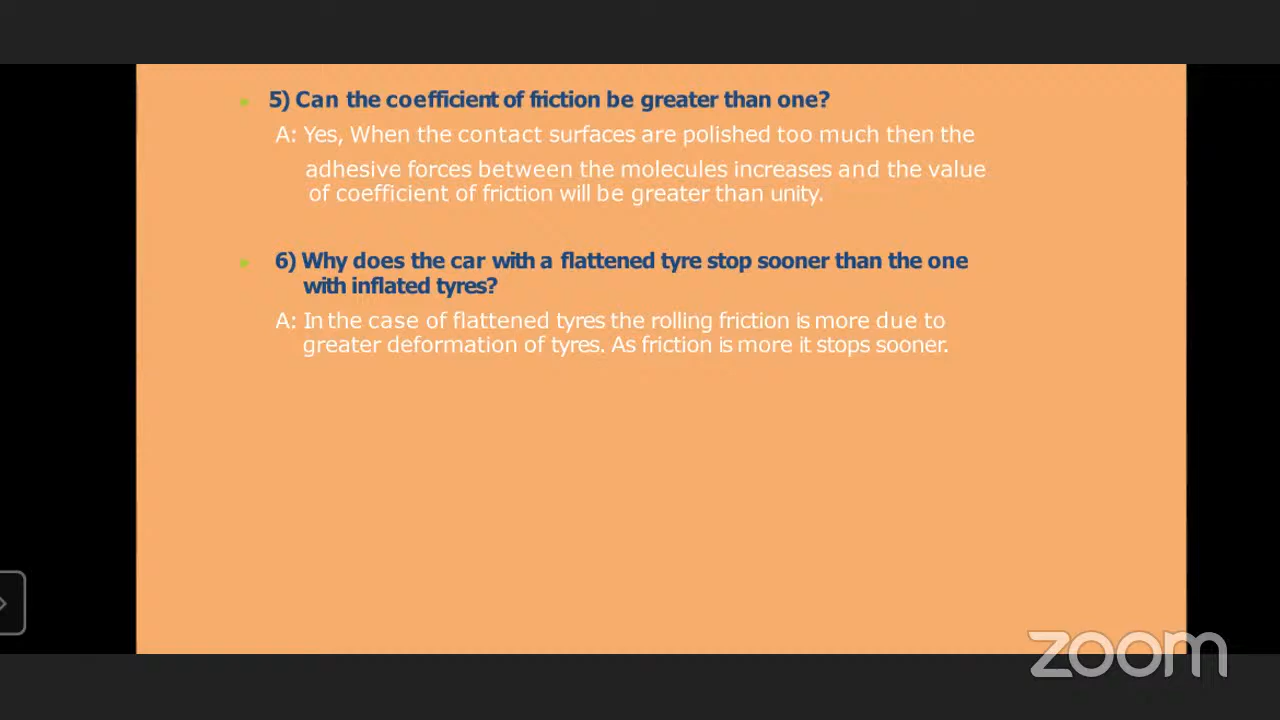 5) Can the coefficient of friction be greater than one?
A: Yes, When the contact surfaces are polished too much then the
adhesive forces between the molecules increases and the value
of coefficient of friction will be greater than unity.
6) Why does the car with a flattened tyre stop sooner than the one
with inflated tyres?
A: In the case of flattened tyres the rolling friction is more due to
greater deformation of tyres. As friction is more it stops sooner.
zoom